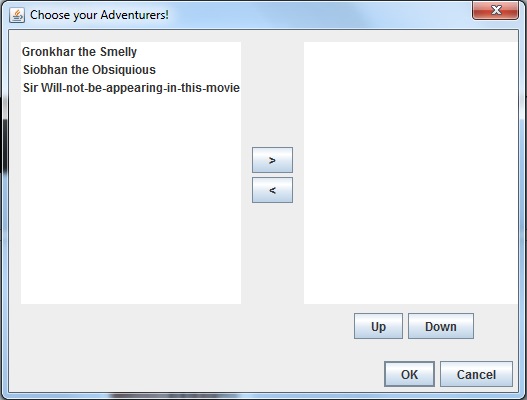 Choose your Adventurers!
Gronkhar the Smelly
Siobhan the Obsiquious
Sir Will-not-be-appearing-in-this-movie
>
<
Up Down
OK Cancel